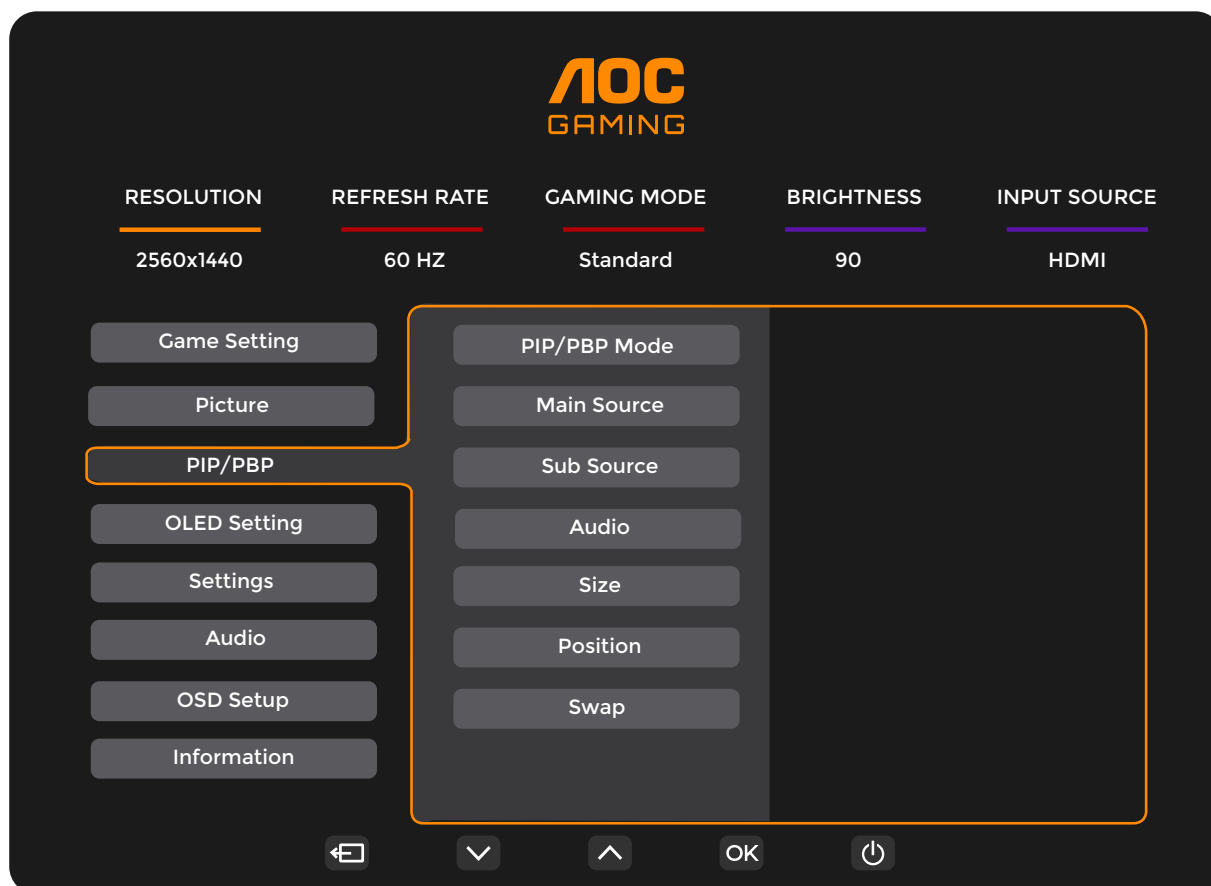 AOC
GAMING
RESOLUTION REFRESH RATE GAMING MODE BRIGHTNESS INPUT SOURCE
2560x1440 60 HZ Standard 90 HDMI
Game Setting
Picture
PIP/PBP
OLED Setting
Settings
Audio
OSD Setup
Information
PIP/PBP Mode
Main Source
Sub Source
Audio
Size
Position
Swap
OK